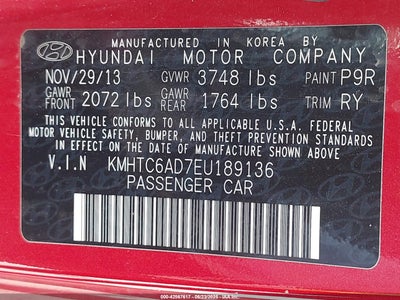 MANUFACTURED IN KOREA BY
HYUNDAI MOTOR COMPANY
NOV/29/13 GVWR 3748 lbs PAINT P9R
GAWR FRONT 2072 lbs GAWR REAR 1764 lbs TRIM RY
THIS VEHICLE CONFORMS TO ALL APPLICABLE U.S.A. FEDERAL
MOTOR VEHICLE SAFETY, BUMPER, AND THEFT PREVENTION
STANDARDS IN EFFECT ON THE DATE OF MANUFACTURE SHOWN ABOVE.
V.I.N KMHTC6AD7EU189136
PASSENGER CAR